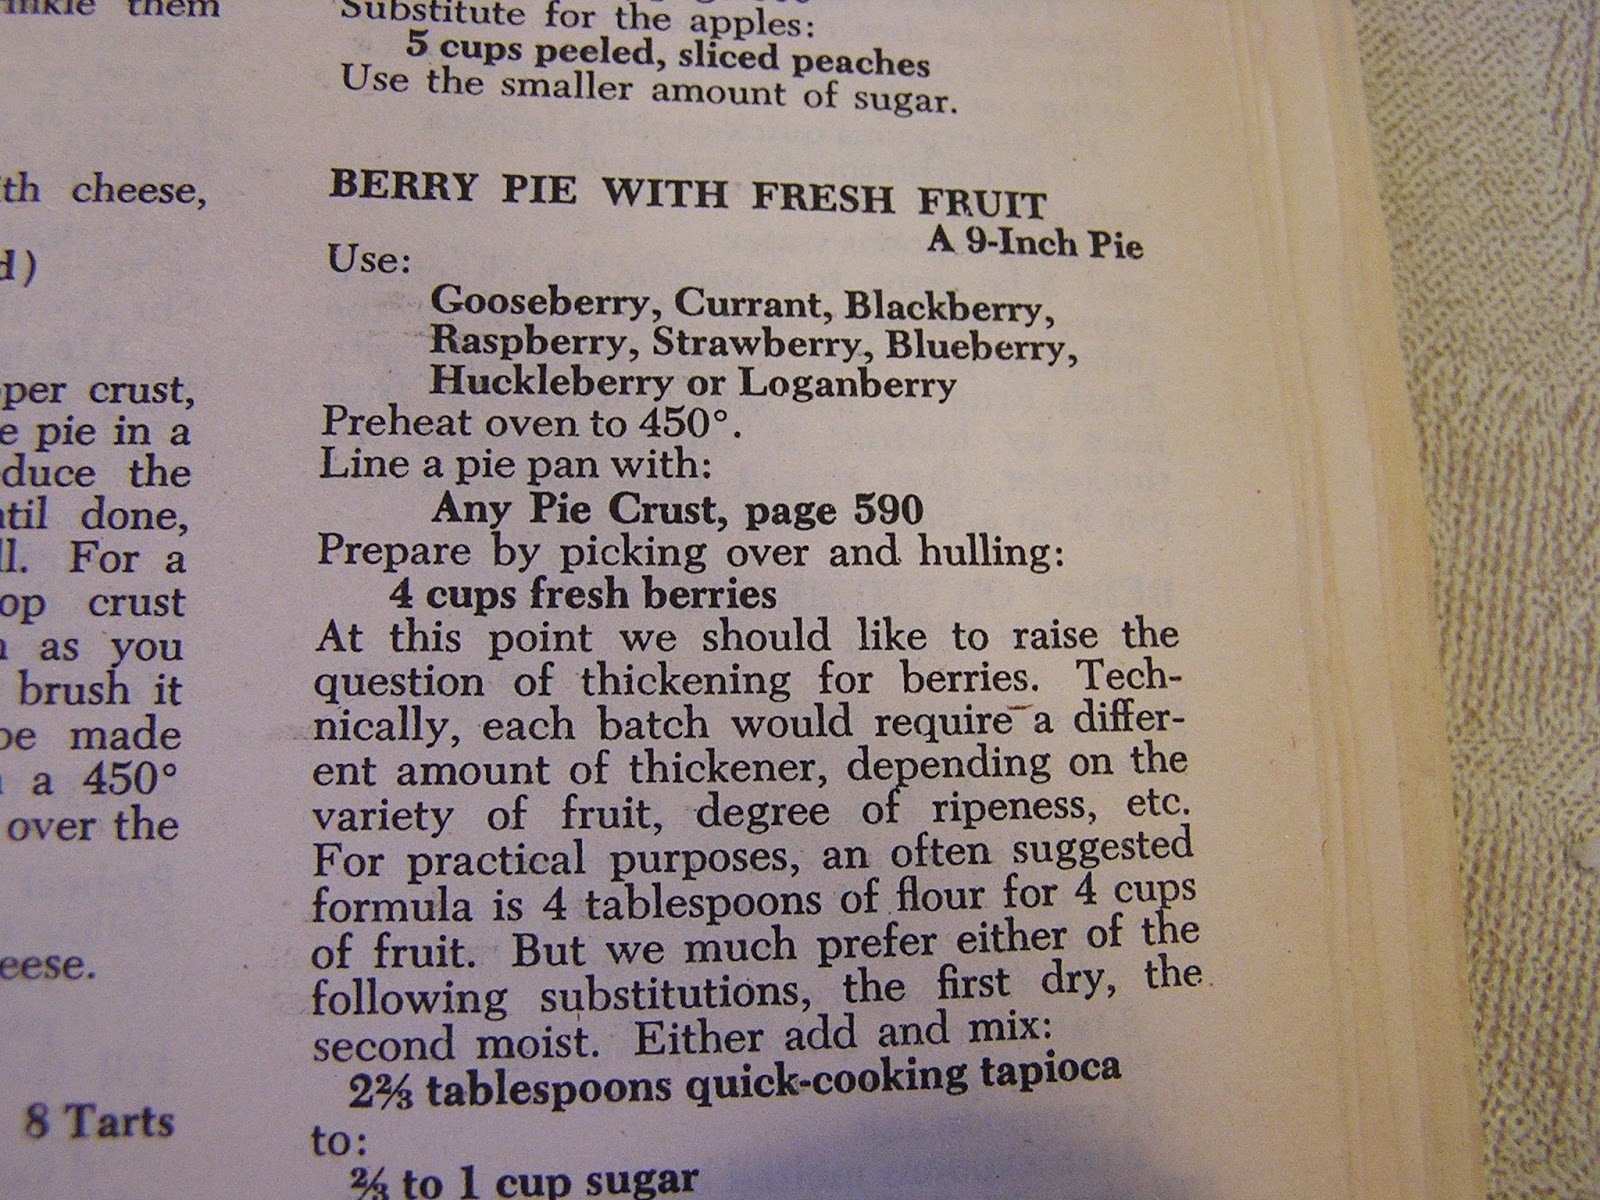 them
th cheese,
d)
per crust,
e pie in a
duce the
til done,
ll. For a
op crust
as you
brush it
be made
a 450°
over the
eese.
8 Tarts
Substitute for the apples:
5 cups peeled, sliced peaches
Use the smaller amount of sugar.
BERRY PIE WITH FRESH FRUIT
A 9-Inch Pie
Use:
Gooseberry, Currant, Blackberry,
Raspberry, Strawberry, Blueberry,
Huckleberry or Loganberry
Preheat oven to 450°.
Line a pie pan with:
Any Pie Crust, page 590
Prepare by picking over and hulling:
4 cups fresh berries
At this point we should like to raise the
question of thickening for berries. Tech-
nically, each batch would require a differ-
ent amount of thickener, depending on the
variety of fruit, degree of ripeness, etc.
For practical purposes, an often suggested
formula is 4 tablespoons of flour for 4 cups
of fruit. But we much prefer either of the
following substitutions, the first dry, the
second moist. Either add and mix:
2⅔ tablespoons quick-cooking tapioca
to:
⅔ to 1 cup sugar